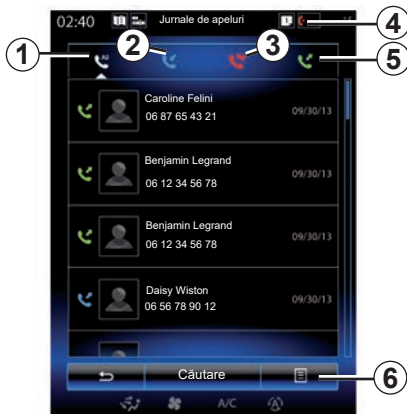 02:40 Jurnale de apeluri
1
2
3
4
5
Caroline Felini
06 87 65 43 21
09/30/13
Benjamin Legrand
06 12 34 56 78
09/30/13
Benjamin Legrand
06 12 34 56 78
09/30/13
Daisy Wiston
06 56 78 90 12
09/30/13
Căutare
6
A/C